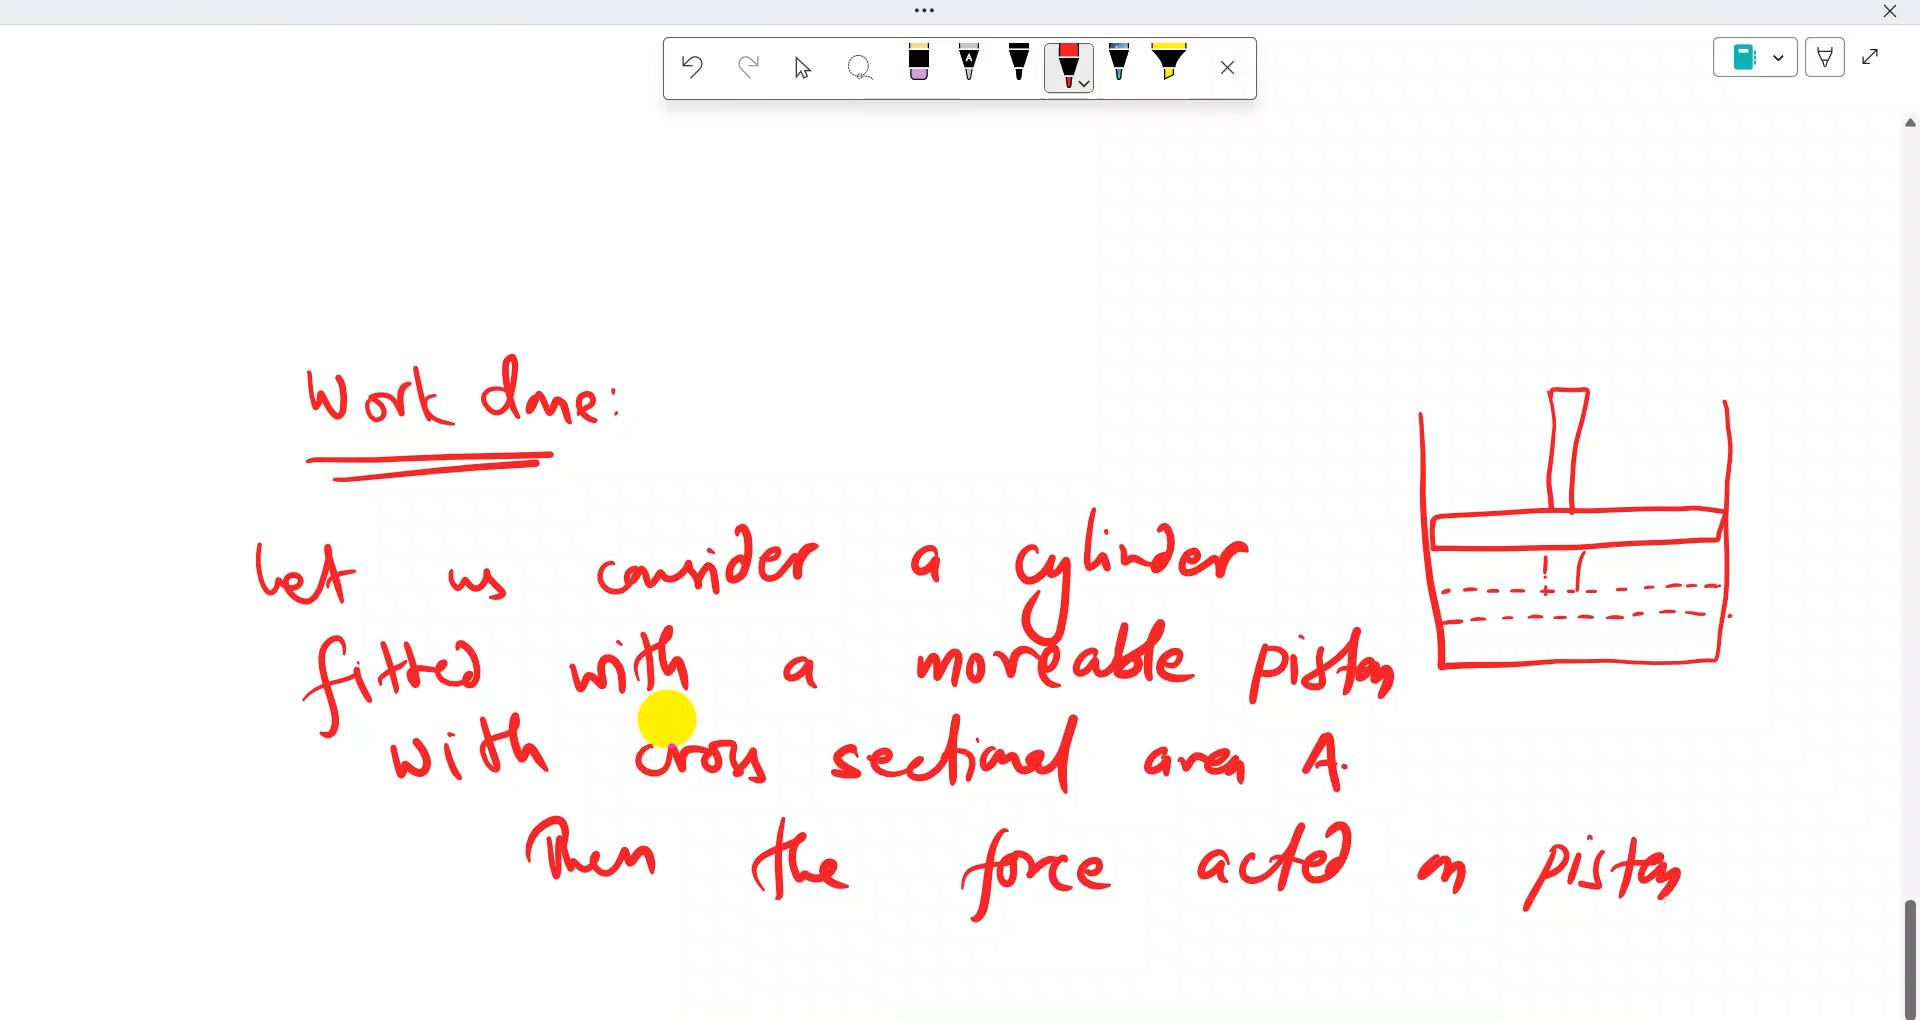 Work done:
Let us consider a cylinder
fitted with a moveable piston
with cross sectional area A.
Then the force acted on piston